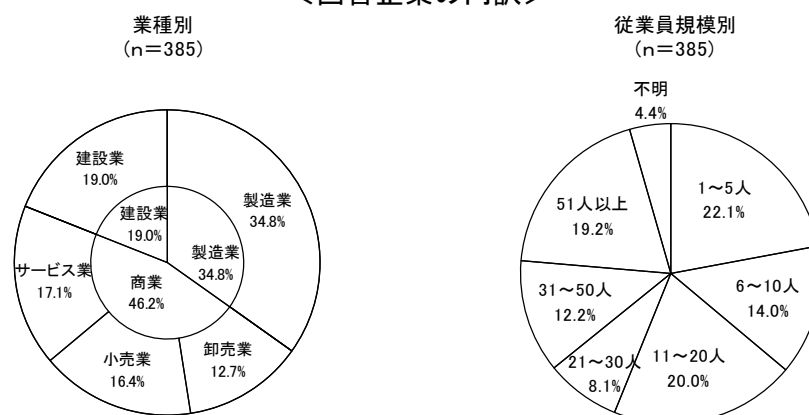 業種別
(n=385)
建設業
19.0%
製造業
34.8%
建設業
19.0%
製造業
34.8%
サービス業
17.1%
商業
46.2%
小売業
16.4%
卸売業
12.7%
従業員規模別
(n=385)
不明
4.4%
1~5人
22.1%
51人以上
19.2%
6~10人
14.0%
31~50人
12.2%
21~30人
8.1%
11~20人
20.0%